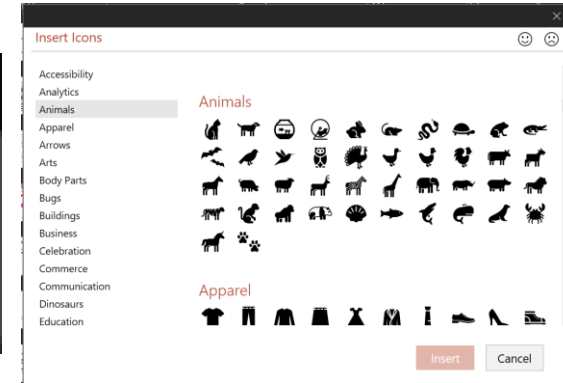 Insert Icons
Accessibility
Analytics
Animals
Apparel
Arrows
Arts
Body Parts
Bugs
Buildings
Business
Celebration
Commerce
Communication
Dinosaurs
Education
Animals
Apparel
Insert
Cancel